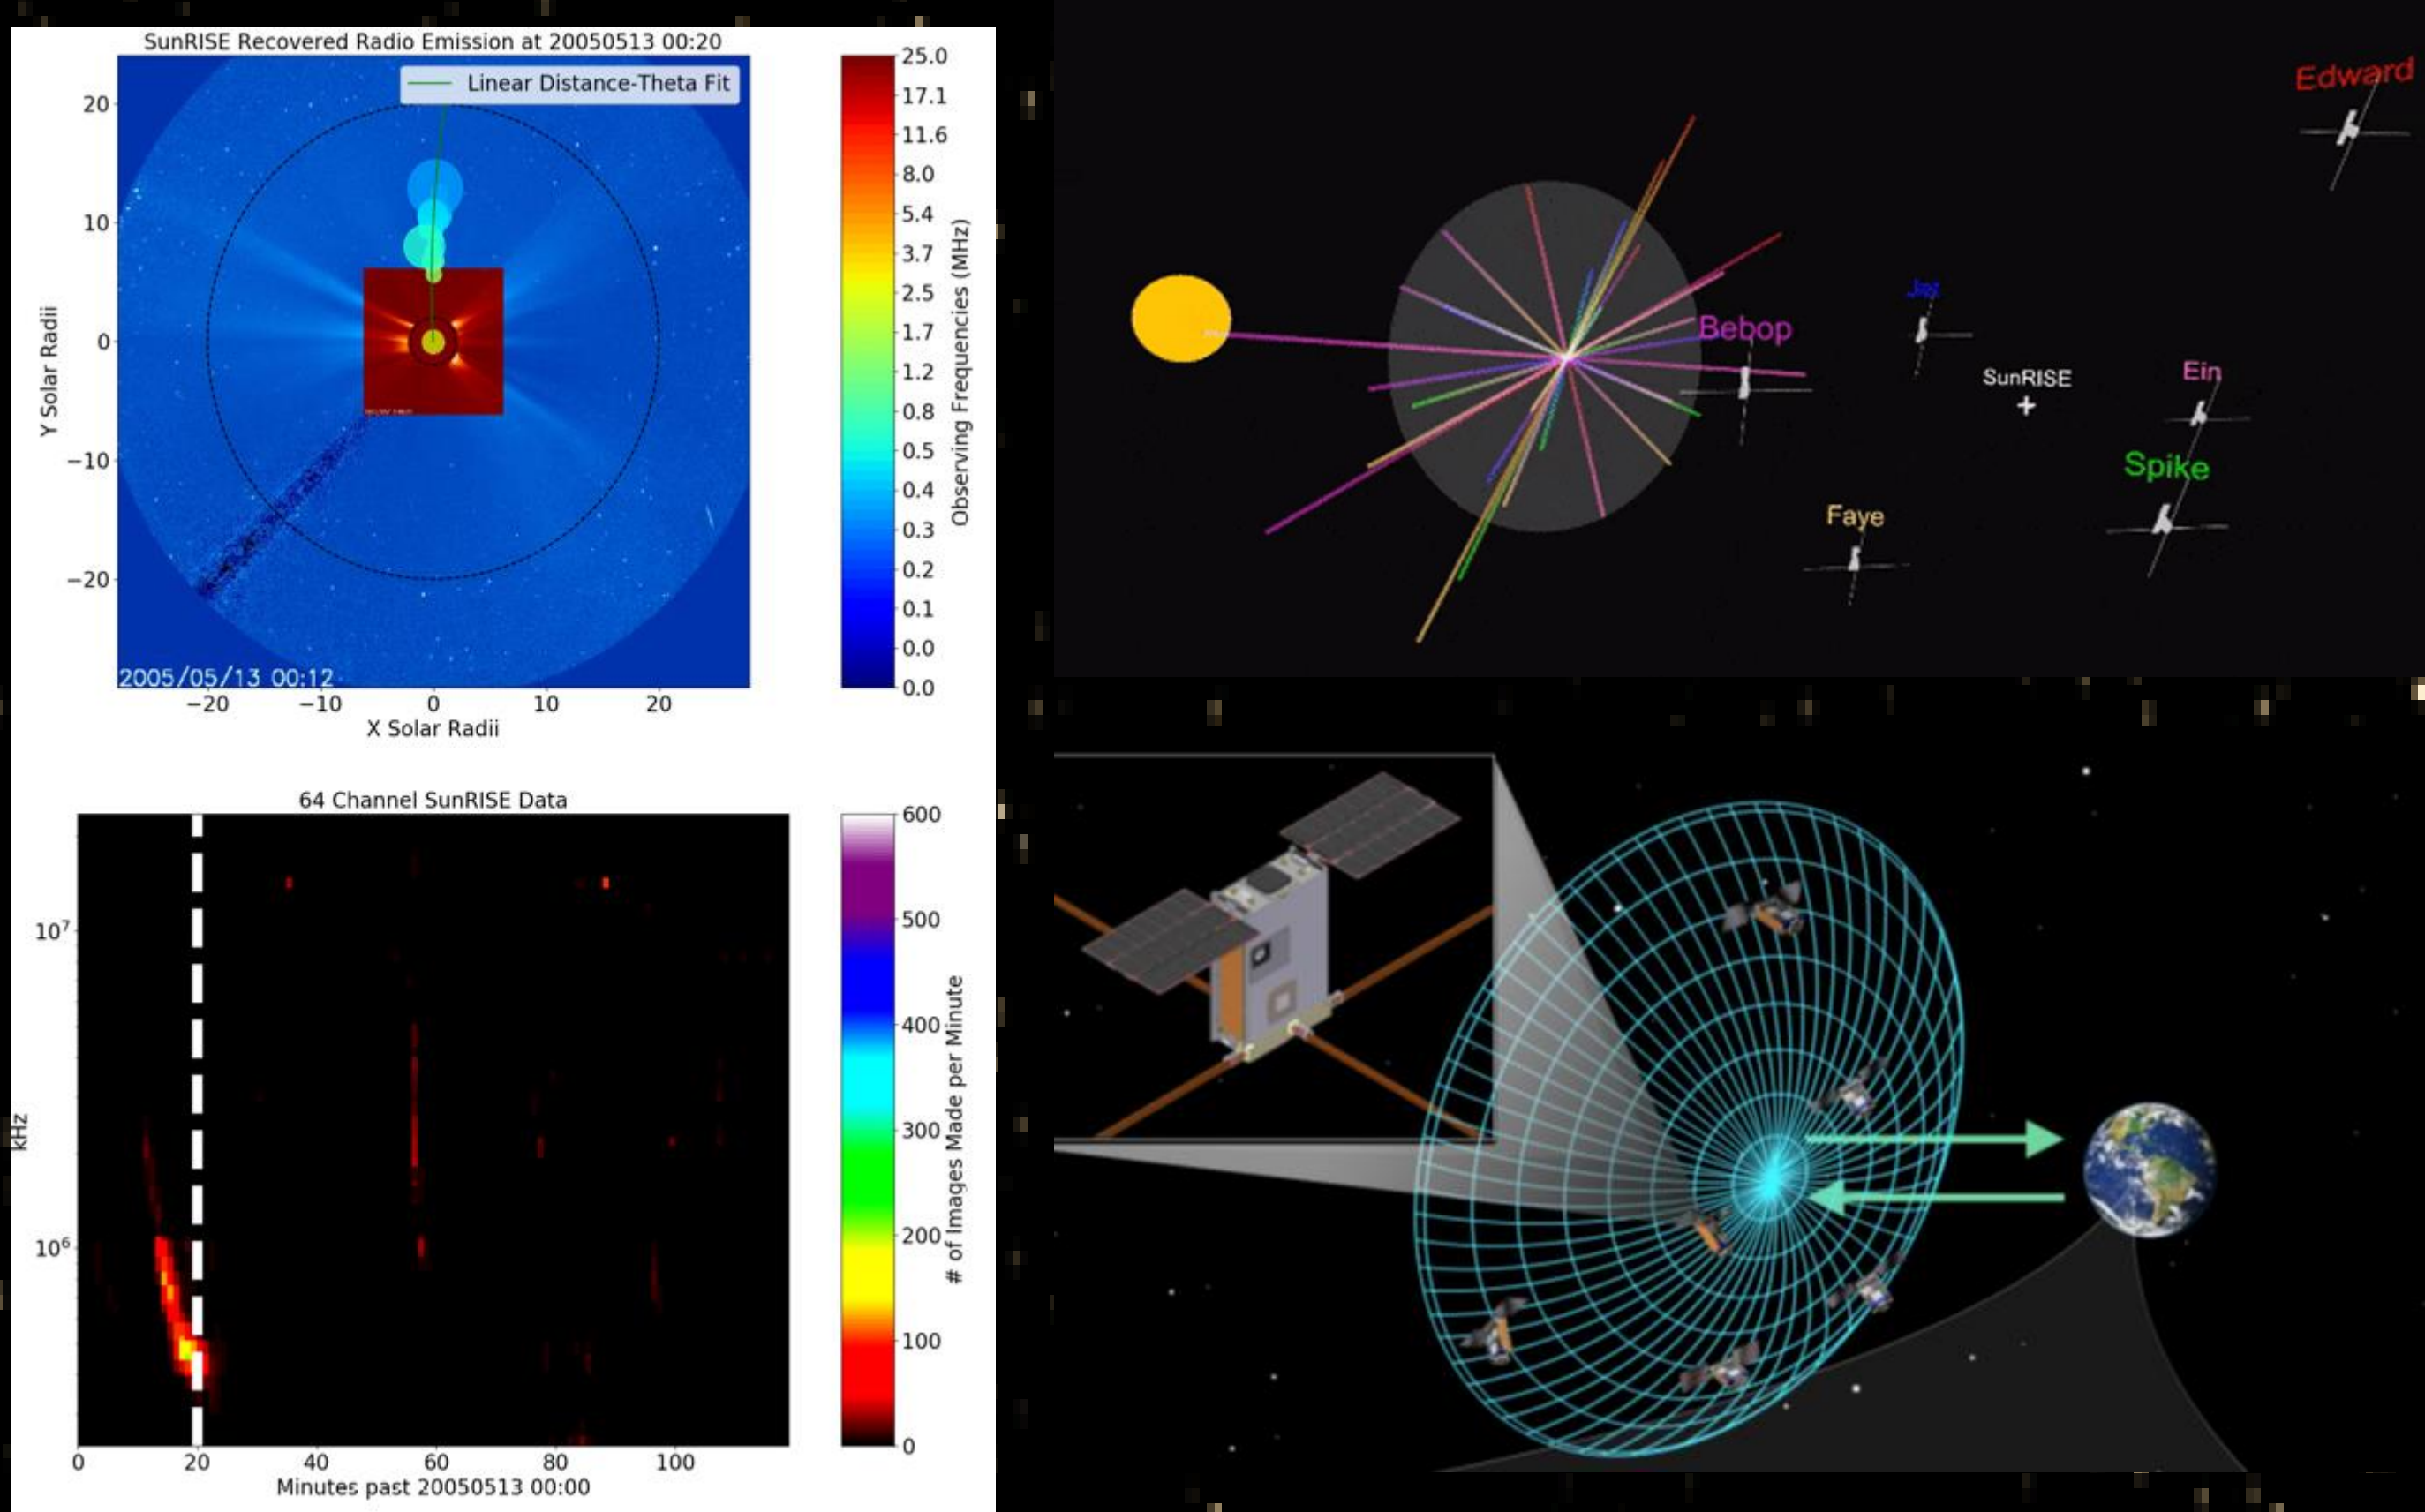 SunRISE Recovered Radio Emission at 20050513 00:20
Linear Distance-Theta Fit
20
10
0
−10
−20
Y Solar Radii
2005/05/13 00:12
−20 −10 0 10 20
X Solar Radii
25.0
17.1
11.6
8.0
5.4
3.7
2.5
1.7
1.2
0.8
0.5
0.4
0.3
0.2
0.1
0.0
0.0
Observing Frequencies (MHz)
Edward
Bebop
Jet
SunRISE
Ein
Spike
Faye
64 Channel SunRISE Data
10⁷
10⁶
kHz
0 20 40 60 80 100
Minutes past 20050513 00:00
600
500
400
300
200
100
0
# of Images Made per Minute